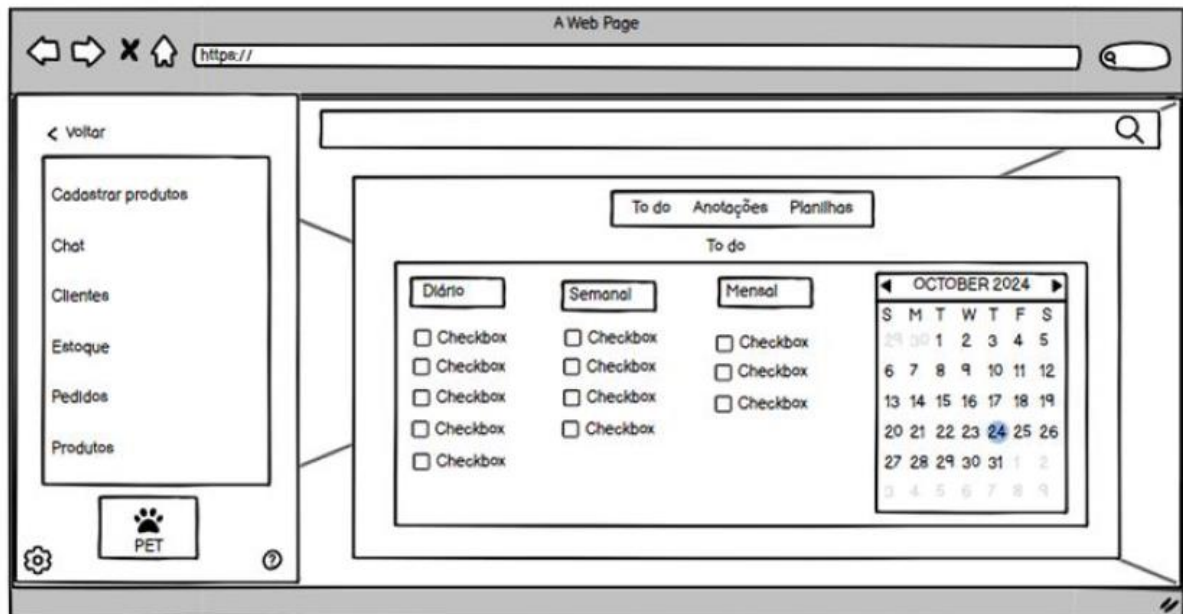 A Web Page
https://
< Voltar
Cadastrar produtos
Chat
Clientes
Estoque
Pedidos
Produtos
PET
?
To do Anotações Planilhas
To do
Diário
Checkbox
Checkbox
Checkbox
Checkbox
Checkbox
Semanal
Checkbox
Checkbox
Checkbox
Checkbox
Mensal
Checkbox
Checkbox
Checkbox
OCTOBER 2024
S M T W T F S
29 30 1 2 3 4 5
6 7 8 9 10 11 12
13 14 15 16 17 18 19
20 21 22 23 24 25 26
27 28 29 30 31 1 2
3 4 5 6 7 8 9